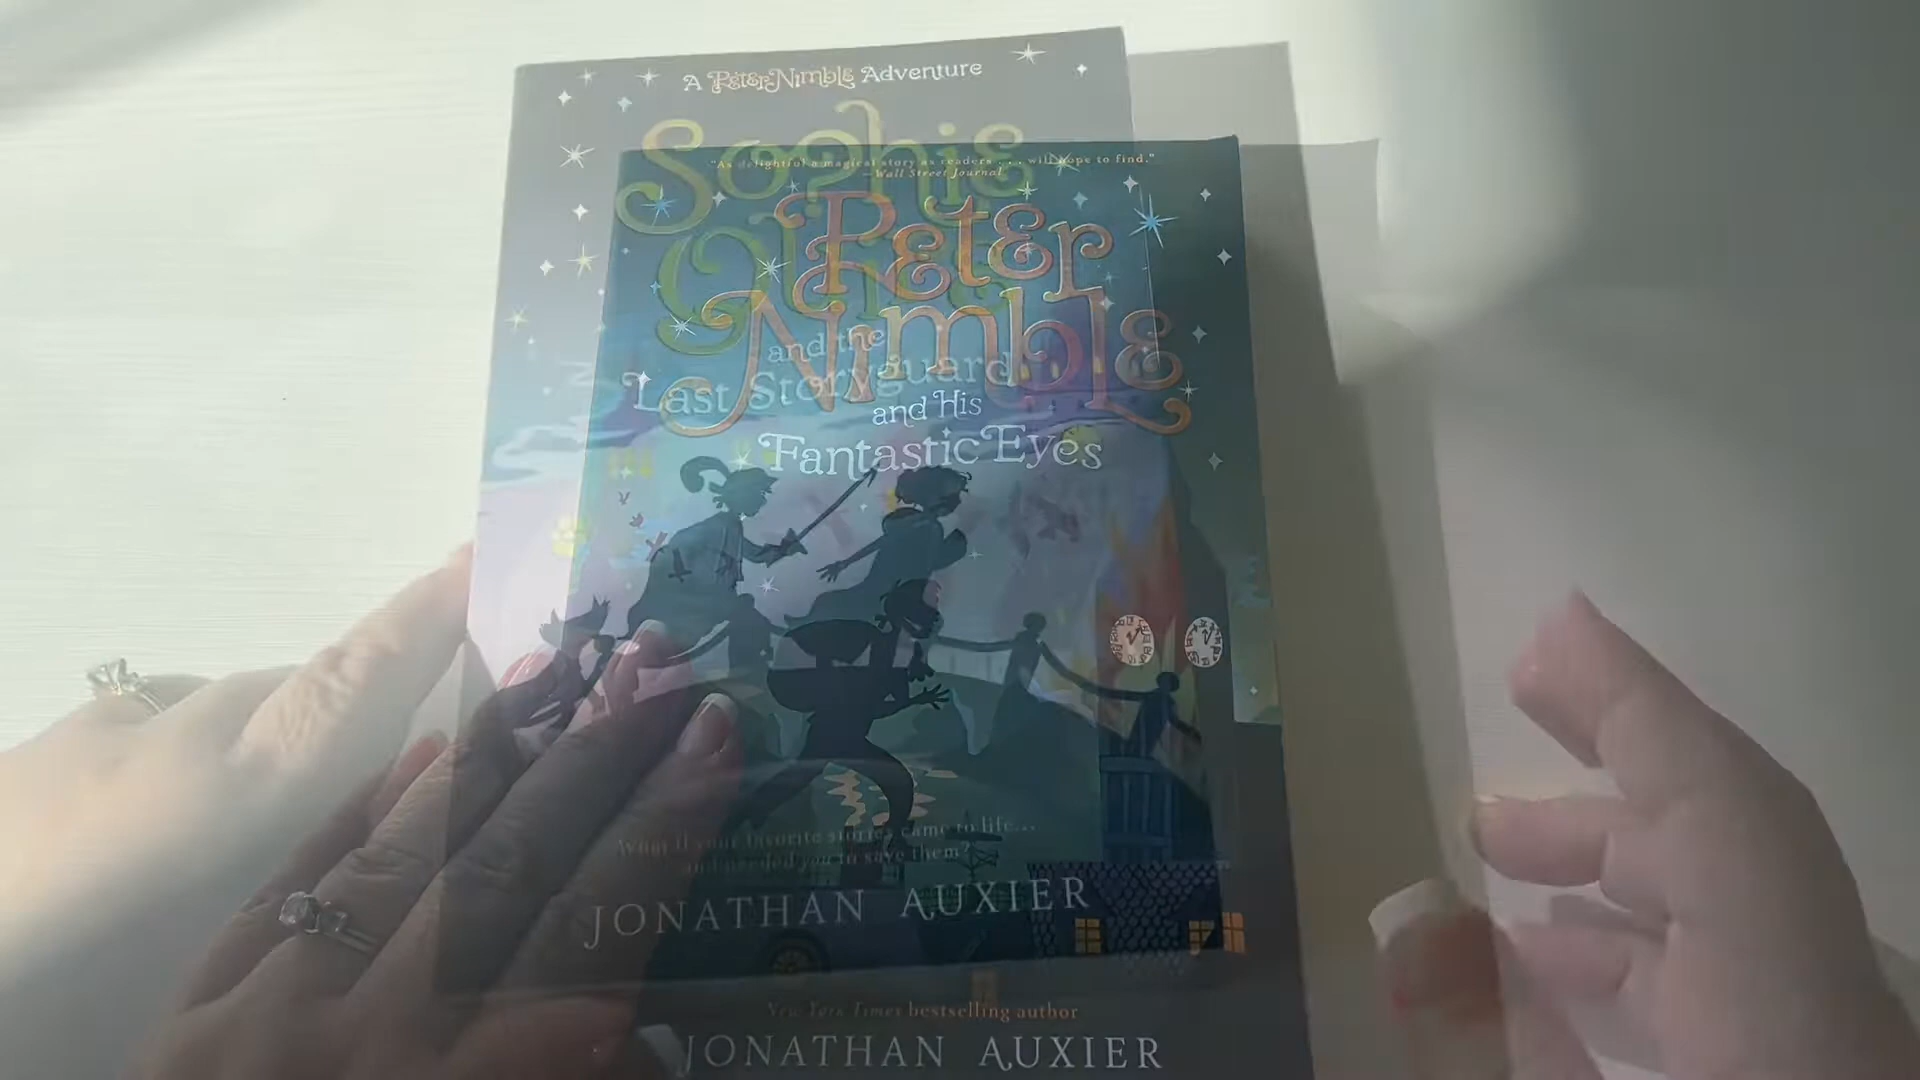 A Peter Nimble Adventure
Sophie
Quire
and the
Last Storyguard
What if your favorite stories came to life...
and needed you to save them?
JONATHAN AUXIER
"As delightful a magical story as readers . . . will hope to find."
—Wall Street Journal
Peter
Nimble
and His
Fantastic Eyes
New York Times bestselling author
JONATHAN AUXIER